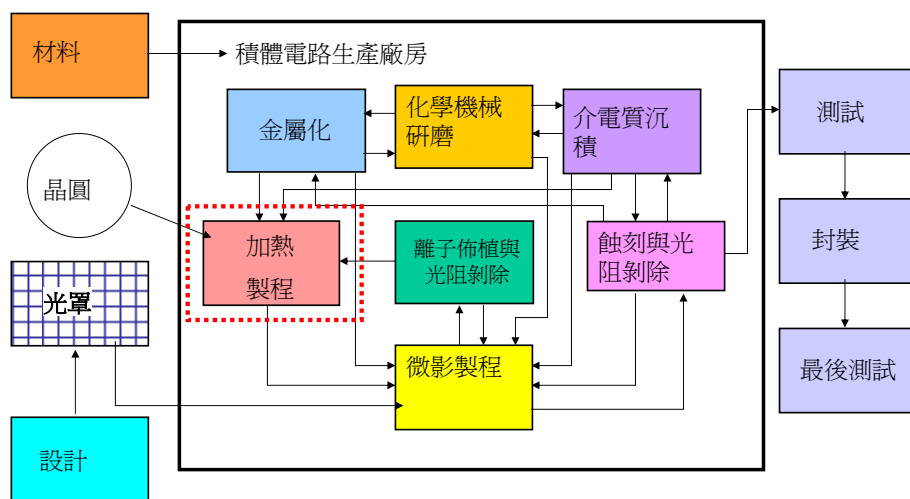 材料
積體電路生產廠房
金屬化
化學機械
研磨
介電質沉
積
測試
晶圓
加熱
製程
離子佈植與
光阻剝除
蝕刻與光
阻剝除
封裝
光罩
微影製程
最後測試
設計